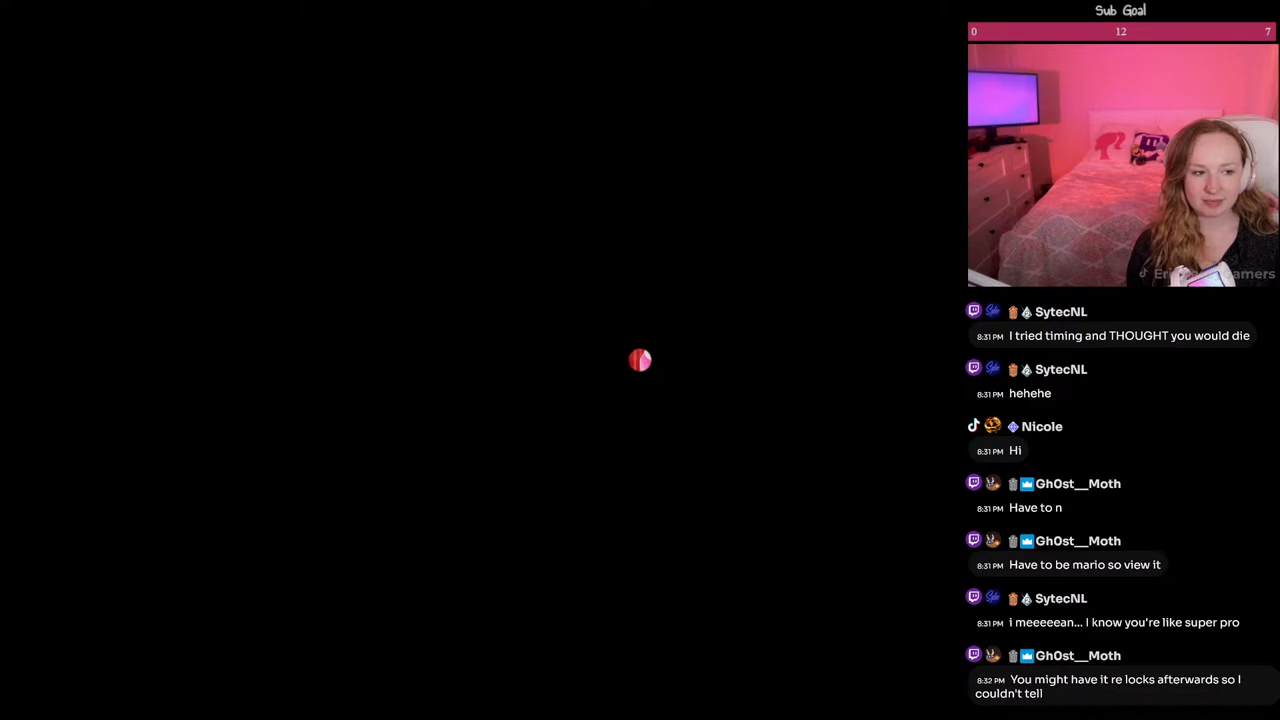 Sub Goal
0 12 7
SytecNL
8:31 PM I tried timing and THOUGHT you would die
SytecNL
8:31 PM hehehe
Nicole
8:31 PM Hi
Gh0st__Moth
8:31 PM Have to n
Gh0st__Moth
8:31 PM Have to be mario so view it
SytecNL
8:31 PM i meeeeean... I know you're like super pro
Gh0st__Moth
8:32 PM You might have it re locks afterwards so I
couldn't tell